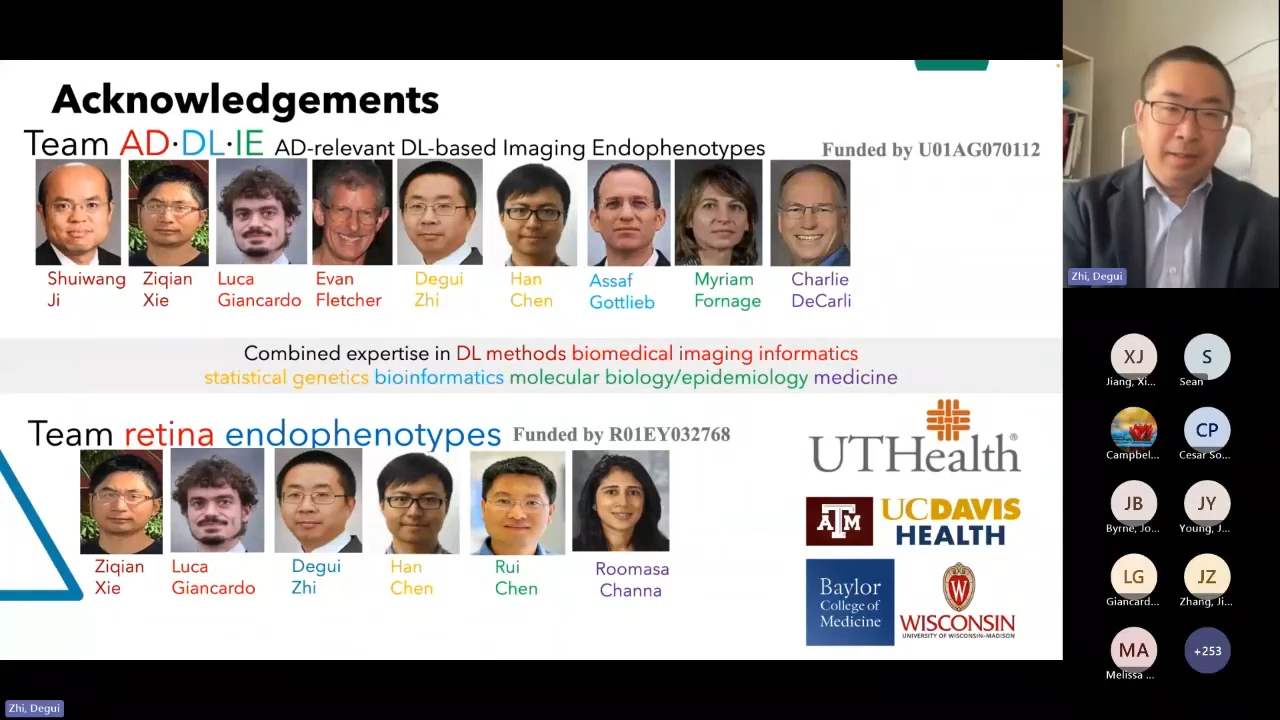 Acknowledgements
Team AD·DL·IE AD-relevant DL-based Imaging Endophenotypes
Funded by U01AG070112
Shuiwang Ji
Ziqian Xie
Luca Giancardo
Evan Fletcher
Degui Zhi
Han Chen
Assaf Gottlieb
Myriam Fornage
Charlie DeCarli
Combined expertise in DL methods biomedical imaging informatics
statistical genetics bioinformatics molecular biology/epidemiology medicine
Team retina endophenotypes Funded by R01EY032768
Ziqian Xie
Luca Giancardo
Degui Zhi
Han Chen
Rui Chen
Roomasa Channa
UTHealth®
ATM
UCDAVIS
HEALTH
Baylor
College of
Medicine
W
WISCONSIN
UNIVERSITY OF WISCONSIN–MADISON
Zhi, Degui
XJ
Jiang, Xi...
S
Sean
Campbel...
CP
Cesar So...
JB
Byrne, Jo...
JY
Young, J...
LG
Giancard...
JZ
Zhang, Ji...
MA
Melissa ...
+253
Zhi, Degui